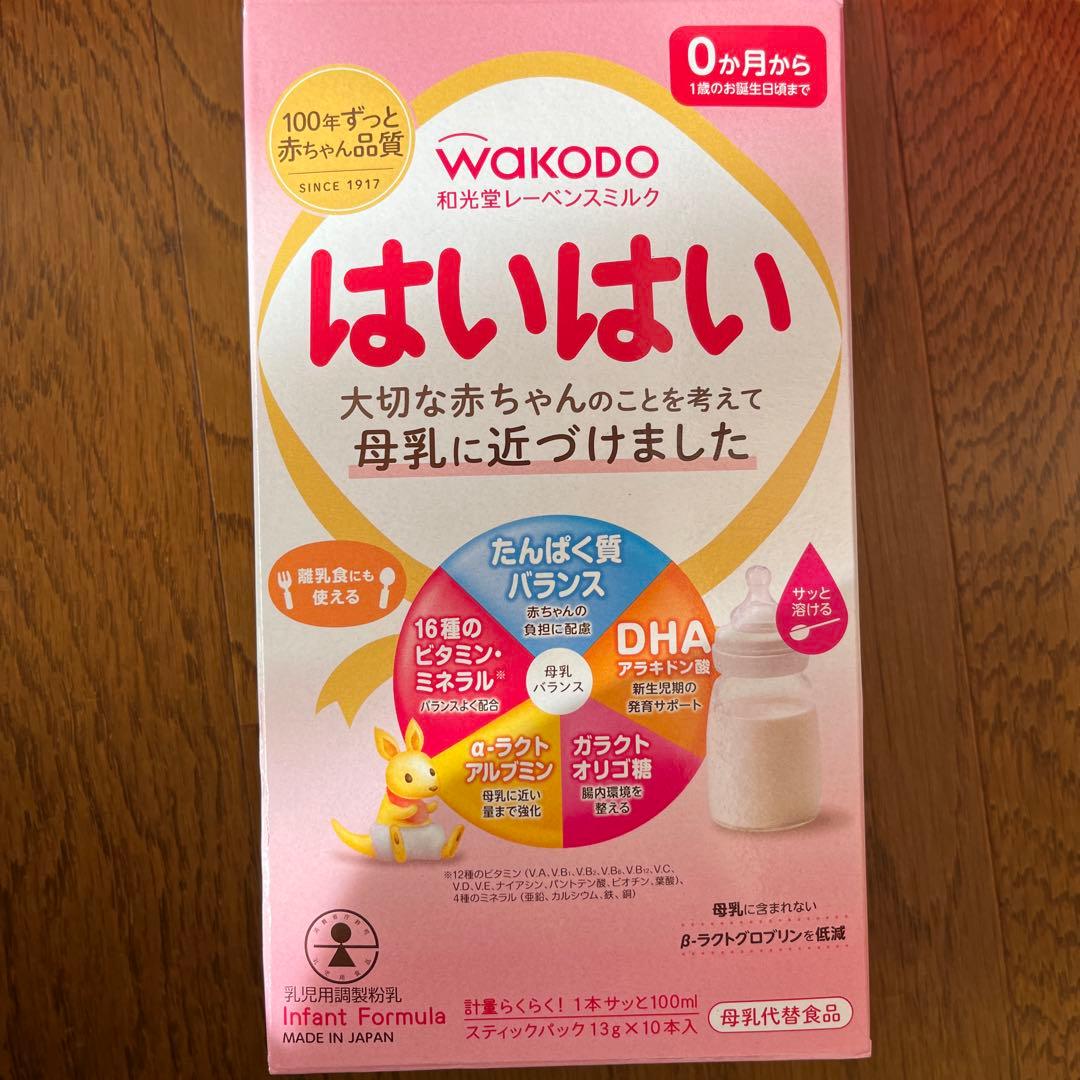 0か月から
1歳のお誕生日頃まで
100年ずっと
赤ちゃん品質
SINCE 1917
wakodo
和光堂レーベンスミルク
はいはい
大切な赤ちゃんのことを考えて
母乳に近づけました
離乳食にも
使える
たんぱく質
バランス
赤ちゃんの
負担に配慮
サッと
溶ける
16種の
ビタミン・
ミネラル※
バランスよく配合
DHA
アラキドン酸
新生児期の
発育サポート
母乳
バランス
α-ラクト
アルブミン
母乳に近い
量まで強化
ガラクト
オリゴ糖
腸内環境を
整える
※12種のビタミン(V.A、V.B1、V.B2、V.B6、V.B12、V.C、
V.D、V.E、ナイアシン、パントテン酸、ビオチン、葉酸)、
4種のミネラル(亜鉛、カルシウム、鉄、銅)
母乳に含まれない
β-ラクトグロブリンを低減
消費者庁許可
乳児用食品
乳児用調製粉乳
Infant Formula
MADE IN JAPAN
計量らくらく! 1本サッと100ml
スティックパック 13g×10本入
母乳代替食品